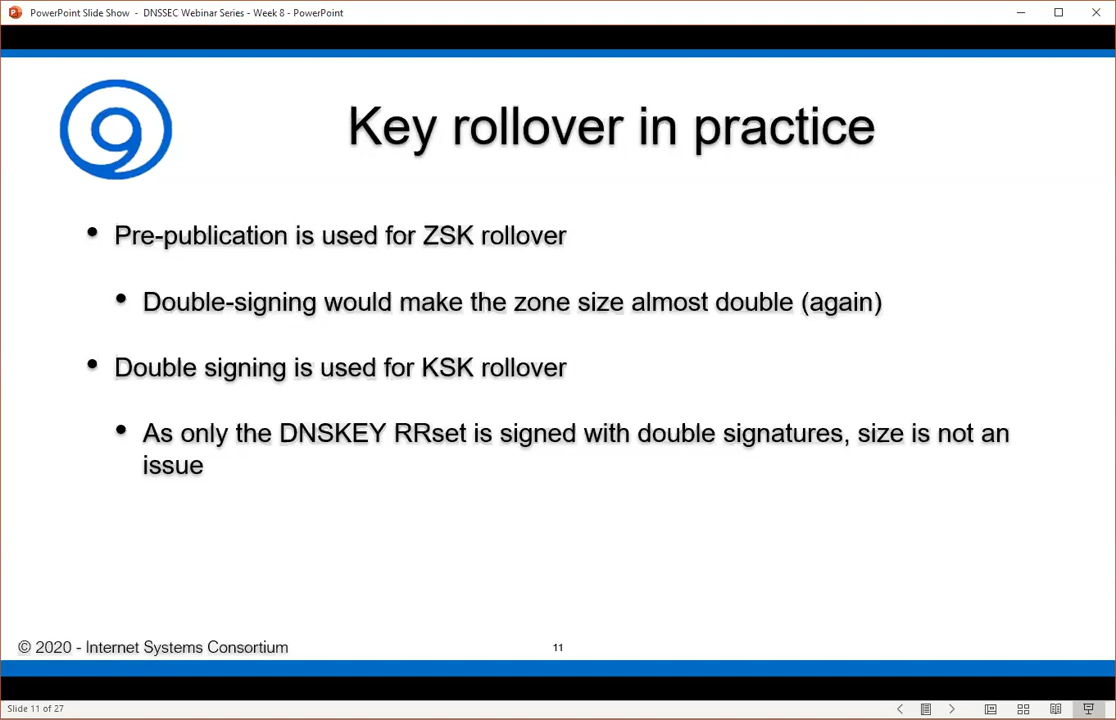 PowerPoint Slide Show - DNSSEC Webinar Series - Week 8 - PowerPoint
Key rollover in practice
• Pre-publication is used for ZSK rollover
• Double-signing would make the zone size almost double (again)
• Double signing is used for KSK rollover
• As only the DNSKEY RRset is signed with double signatures, size is not an
issue
© 2020 - Internet Systems Consortium
11
Slide 11 of 27